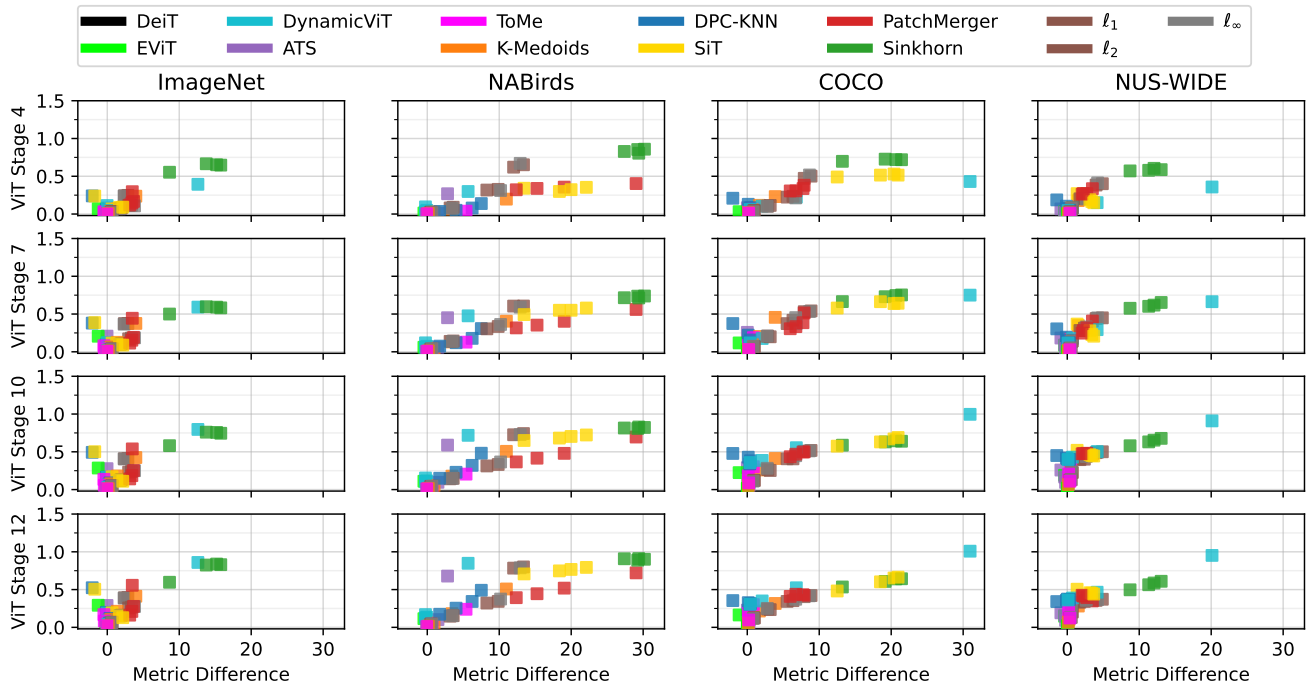 DeiT DynamicViT ToMe DPC-KNN PatchMerger ℓ₁ ℓ∞
EViT ATS K-Medoids SiT Sinkhorn ℓ₂
ImageNet NABirds COCO NUS-WIDE
ViT Stage 4
1.5
1.0
0.5
0.0
ViT Stage 7
1.5
1.0
0.5
0.0
ViT Stage 10
1.5
1.0
0.5
0.0
ViT Stage 12
1.5
1.0
0.5
0.0
0 10 20 30 0 10 20 30 0 10 20 30 0 10 20 30
Metric Difference Metric Difference Metric Difference Metric Difference